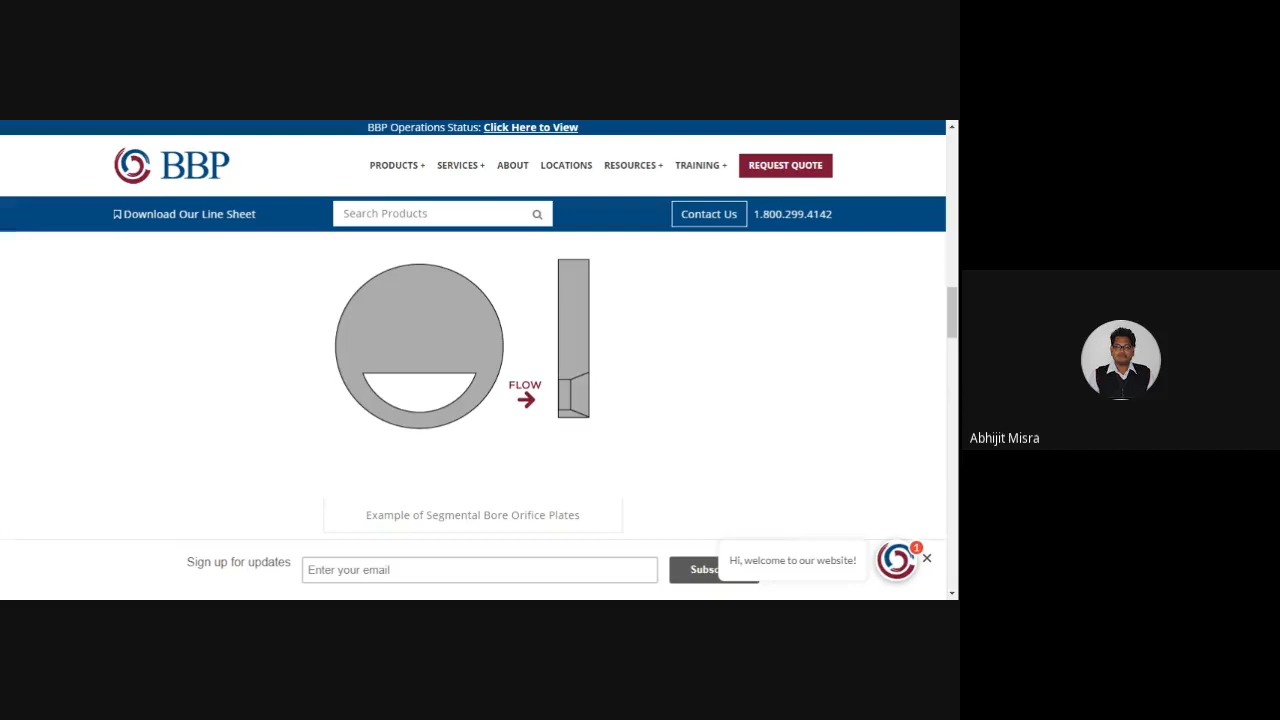 BBP Operations Status: Click Here to View
BBP
PRODUCTS + SERVICES + ABOUT LOCATIONS RESOURCES + TRAINING + REQUEST QUOTE
Download Our Line Sheet
Search Products
Contact Us 1.800.299.4142
FLOW
Example of Segmental Bore Orifice Plates
Sign up for updates
Enter your email
Subsc
Hi, welcome to our website!
1
Abhijit Misra